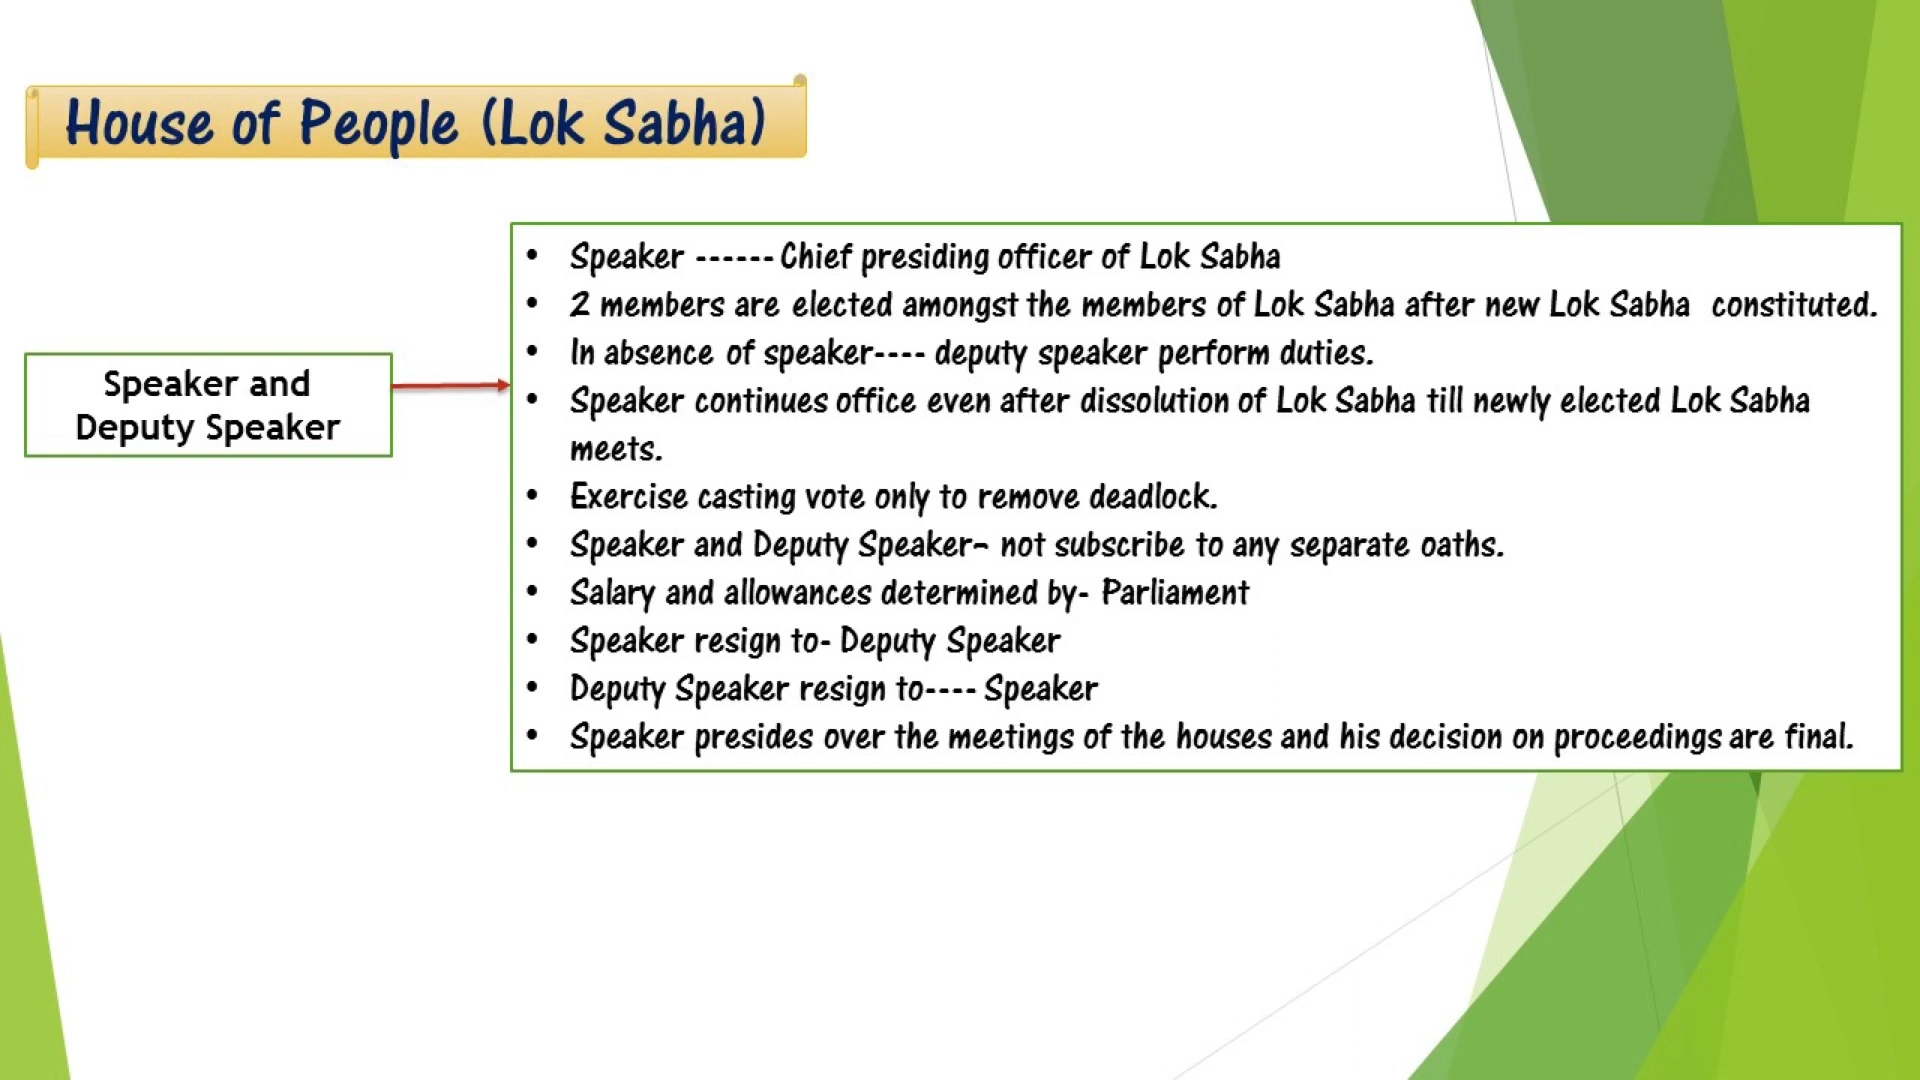 House of People (Lok Sabha)
Speaker and
Deputy Speaker
• Speaker ------ Chief presiding officer of Lok Sabha
• 2 members are elected amongst the members of Lok Sabha after new Lok Sabha constituted.
• In absence of speaker---- deputy speaker perform duties.
• Speaker continues office even after dissolution of Lok Sabha till newly elected Lok Sabha
meets.
• Exercise casting vote only to remove deadlock.
• Speaker and Deputy Speaker– not subscribe to any separate oaths.
• Salary and allowances determined by- Parliament
• Speaker resign to- Deputy Speaker
• Deputy Speaker resign to---- Speaker
• Speaker presides over the meetings of the houses and his decision on proceedings are final.